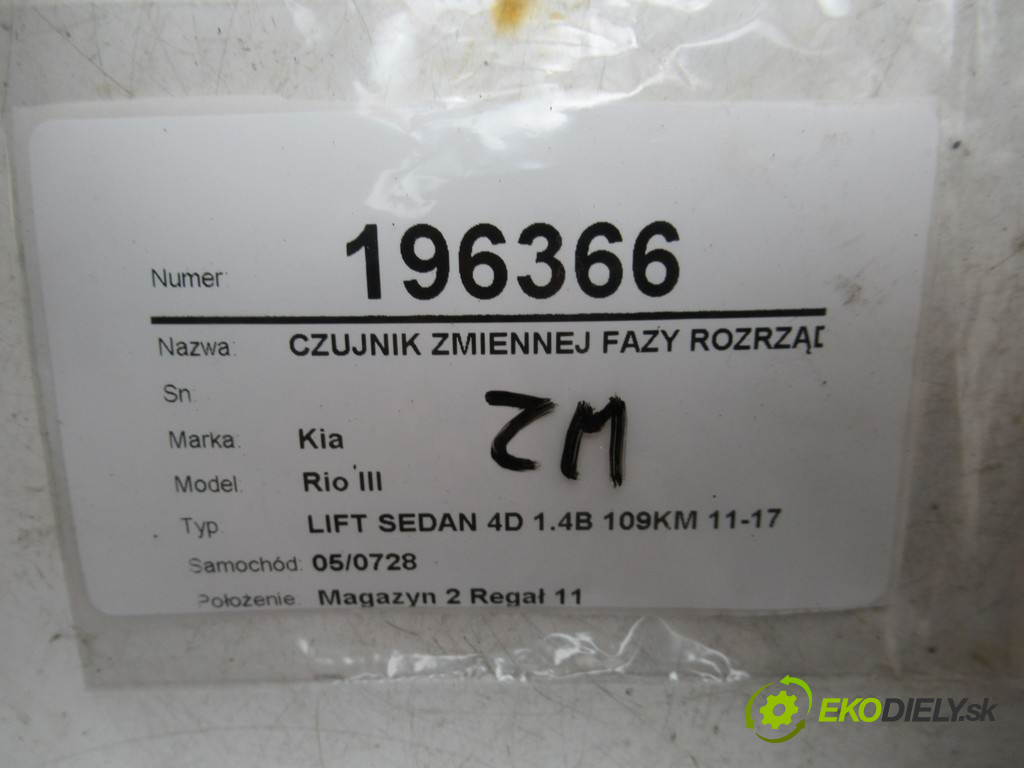 Numer: 196366
Nazwa: CZUJNIK ZMIENNEJ FAZY ROZRZĄD
Sn
Marka: Kia
Model: Rio III
ZM
Typ: LIFT SEDAN 4D 1.4B 109KM 11-17
Samochód: 05/0728
Położenie: Magazyn 2 Regał 11
EKODIELY.sk